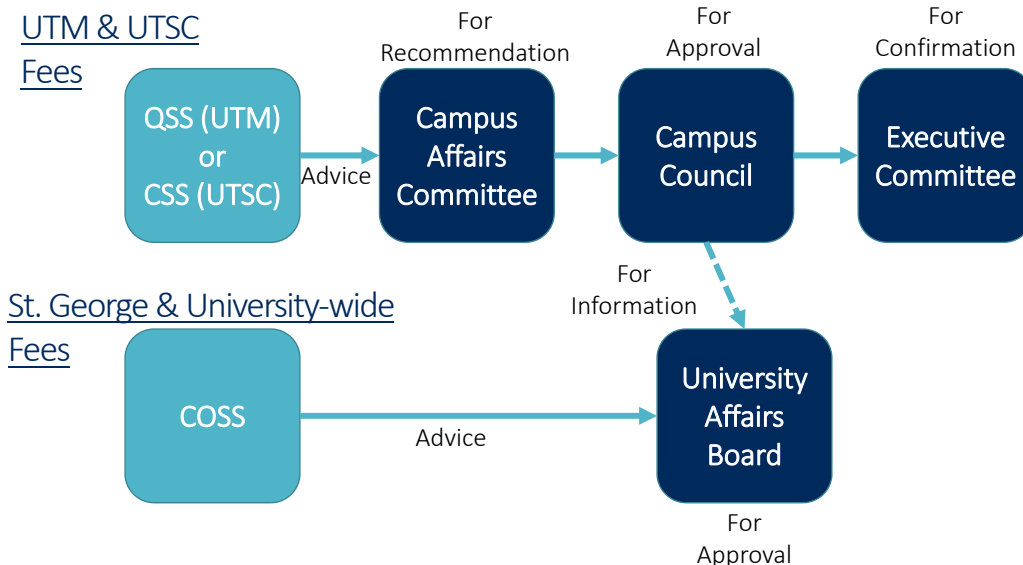 UTM & UTSC
Fees
For
Recommendation
For
Approval
For
Confirmation
QSS (UTM)
or
CSS (UTSC)
Advice
Campus
Affairs
Committee
Campus
Council
Executive
Committee
For
Information
St. George & University-wide
Fees
COSS
Advice
University
Affairs
Board
For
Approval